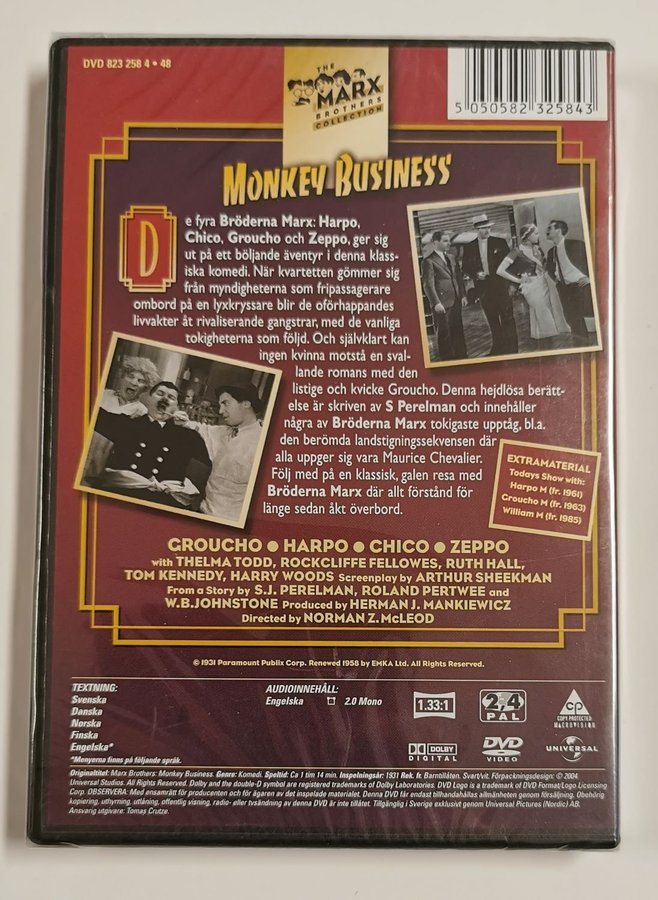 DVD 823 258 4 • 48
THE
MARX
BROTHERS
COLLECTION
5 050582 325843
MONKEY BUSINESS
De fyra Bröderna Marx: Harpo,
Chico, Groucho och Zeppo, ger sig
ut på ett böljande äventyr i denna klass-
iska komedi. När kvartetten gömmer sig
från myndigheterna som fripassagerare
ombord på en lyxkryssare blir de oförhappandes
livvakter åt rivaliserande gangstrar, med de vanliga
tokigheterna som följd. Och självklart kan
ingen kvinna motstå en sval-
lande romans med den
listige och kvicke Groucho. Denna hejdlösa berätt-
else är skriven av S Perelman och innehåller
några av Bröderna Marx tokigaste upptåg, bl.a.
den berömda landstigningssekvensen där
alla uppger sig vara Maurice Chevalier.
Följ med på en klassisk, galen resa med
Bröderna Marx där allt förstånd för
länge sedan åkt överbord.
EXTRAMATERIAL
Todays Show with:
Harpo M (fr. 1961)
Groucho M (fr. 1963)
William M (fr. 1985)
GROUCHO • HARPO • CHICO • ZEPPO
with THELMA TODD, ROCKCLIFFE FELLOWES, RUTH HALL,
TOM KENNEDY, HARRY WOODS Screenplay by ARTHUR SHEEKMAN
From a Story by S.J. PERELMAN, ROLAND PERTWEE and
W.B.JOHNSTONE Produced by HERMAN J. MANKIEWICZ
Directed by NORMAN Z. McLEOD
© 1931 Paramount Publix Corp. Renewed 1958 by EMKA Ltd. All Rights Reserved.
TEXTNING:
Svenska
Danska
Norska
Finska
Engelska*
*Menyerna finns på följande språk.
AUDIOINNEHÅLL:
Engelska 2.0 Mono
1.33:1
2,4
PAL
CP
COPY PROTECTED
MACROVISION
DOLBY
DIGITAL
DVD
VIDEO
UNIVERSAL
Originaltitel: Marx Brothers: Monkey Business. Genre: Komedi. Speltid: Ca 1 tim 14 min. Inspelningsår: 1931 Rek. fr. Barntillåten. Svart/vit. Förpackningsdesign: © 2004
Universal Studios. All Rights Reserved. Dolby and the double-D symbol are registered trademarks of Dolby Laboratories. DVD Logo is a trademark of DVD Format/Logo Licensing
Corp. OBSERVERA: Med ensamrätt för producenten och för ägaren av det inspelade materialet. Denna DVD får endast tillhandahållas allmänheten genom försäljning. Obehörig
kopiering, uthyrning, utlåning, offentlig visning, radio- eller tvsändning av denna DVD är inte tillåtet. Tillgänglig i Sverige exklusivt genom Universal Pictures (Nordic) AB.
Ansvarig utgivare: Tomas Crutze.